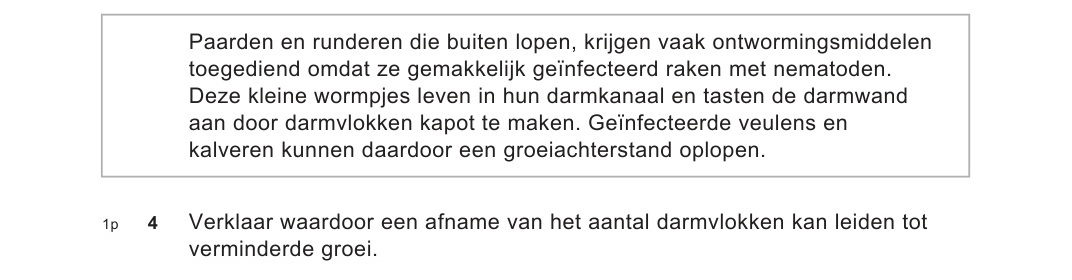 Paarden en runderen die buiten lopen, krijgen vaak ontwormingsmiddelen
toegediend omdat ze gemakkelijk geïnfecteerd raken met nematoden.
Deze kleine wormpjes leven in hun darmkanaal en tasten de darmwand
aan door darmvlokken kapot te maken. Geïnfecteerde veulens en
kalveren kunnen daardoor een groeiachterstand oplopen.
1p 4 Verklaar waardoor een afname van het aantal darmvlokken kan leiden tot
verminderde groei.